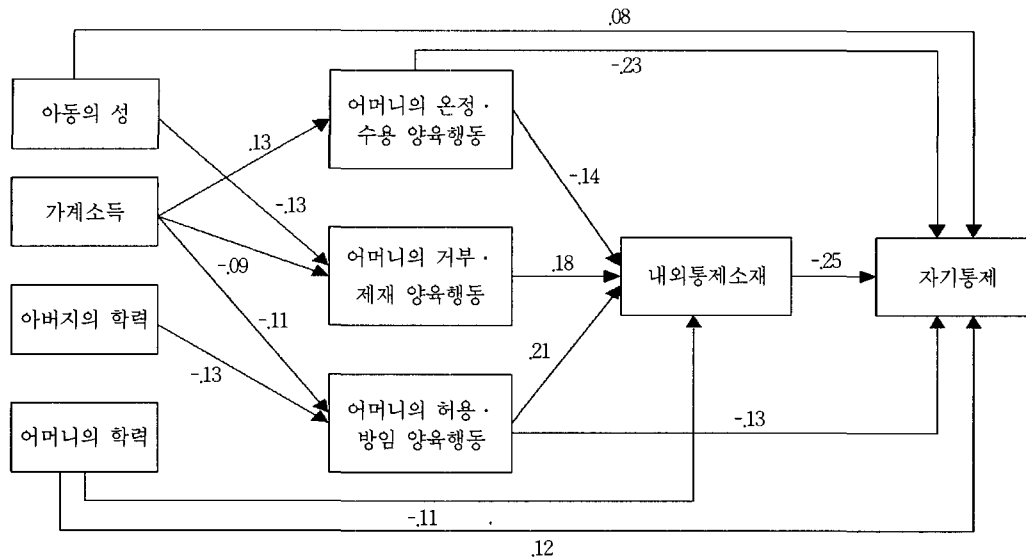 .08
-.23
아동의 성
어머니의 온정·
수용 양육행동
.13
-.14
가계소득
-.13
어머니의 거부·
제재 양육행동
.18
내외통제소재
-.25
자기통제
-.09
아버지의 학력
-.11
-.13
.21
어머니의 허용·
방임 양육행동
-.13
어머니의 학력
-.11
.12